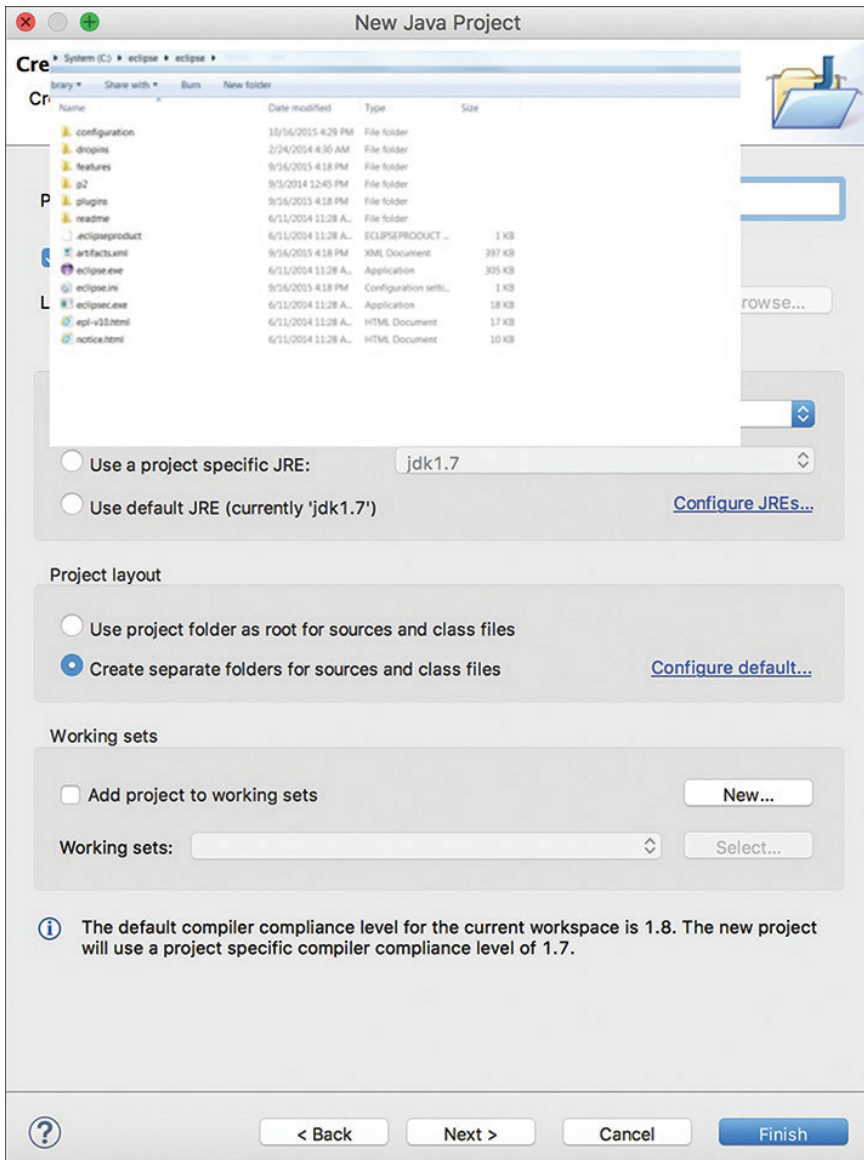 New Java Project
Cre
Cr
System (C:) ▸ eclipse ▸ eclipse ▸
brary ▾ Share with ▾ Burn New folder
Name Date modified Type Size
configuration 10/16/2015 4:29 PM File folder
dropins 2/24/2014 4:30 AM File folder
features 9/16/2015 4:18 PM File folder
p2 9/3/2014 12:45 PM File folder
plugins 9/16/2015 4:18 PM File folder
readme 6/11/2014 11:28 A... File folder
.eclipseproduct 6/11/2014 11:28 A... ECLIPSEPRODUCT ... 1 KB
artifacts.xml 9/16/2015 4:18 PM XML Document 397 KB
eclipse.exe 6/11/2014 11:28 A... Application 305 KB
eclipse.ini 9/16/2015 4:18 PM Configuration setti... 1 KB
eclipsec.exe 6/11/2014 11:28 A... Application 18 KB
epl-v10.html 6/11/2014 11:28 A... HTML Document 17 KB
notice.html 6/11/2014 11:28 A... HTML Document 10 KB
P
L rowse...
Use a project specific JRE: jdk1.7
Use default JRE (currently 'jdk1.7') Configure JREs...
Project layout
Use project folder as root for sources and class files
Create separate folders for sources and class files Configure default...
Working sets
Add project to working sets New...
Working sets: Select...
The default compiler compliance level for the current workspace is 1.8. The new project
will use a project specific compiler compliance level of 1.7.
? < Back Next > Cancel Finish